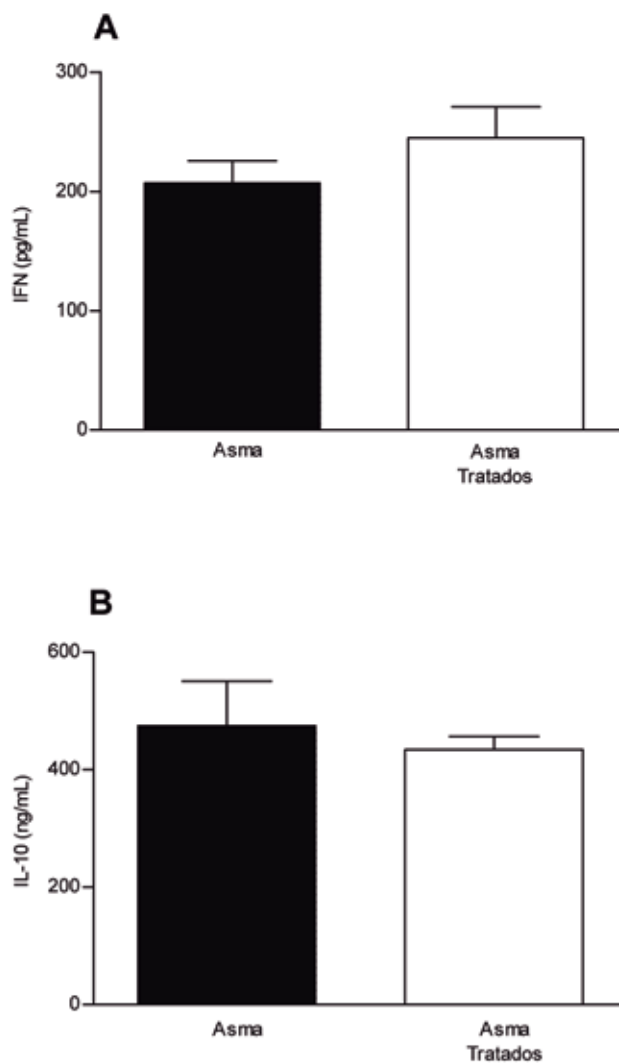 A
300
200
100
0
IFN (pg/mL)
Asma
Asma
Tratados
B
600
400
200
0
IL-10 (ng/mL)
Asma
Asma
Tratados